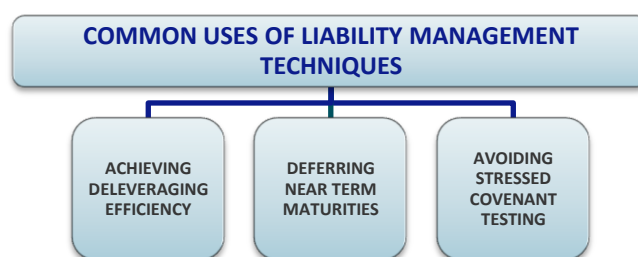 COMMON USES OF LIABILITY MANAGEMENT
TECHNIQUES
ACHIEVING
DELEVERAGING
EFFICIENCY
DEFERRING
NEAR TERM
MATURITIES
AVOIDING
STRESSED
COVENANT
TESTING